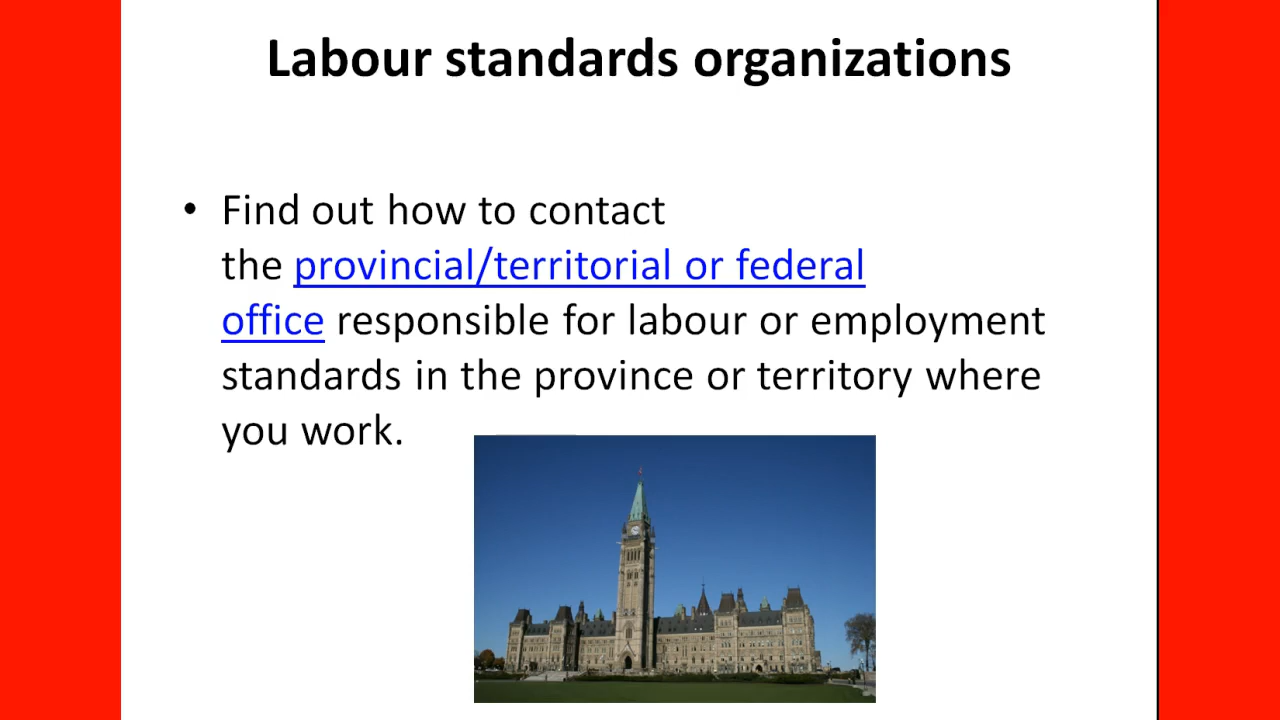 Labour standards organizations
• Find out how to contact
the provincial/territorial or federal
office responsible for labour or employment
standards in the province or territory where
you work.